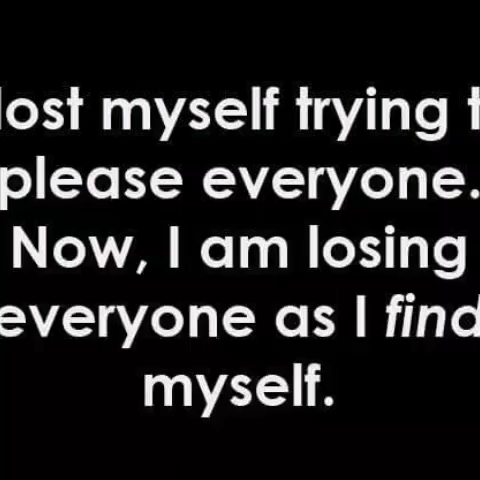 lost myself trying t
please everyone.
Now, I am losing
everyone as I find
myself.